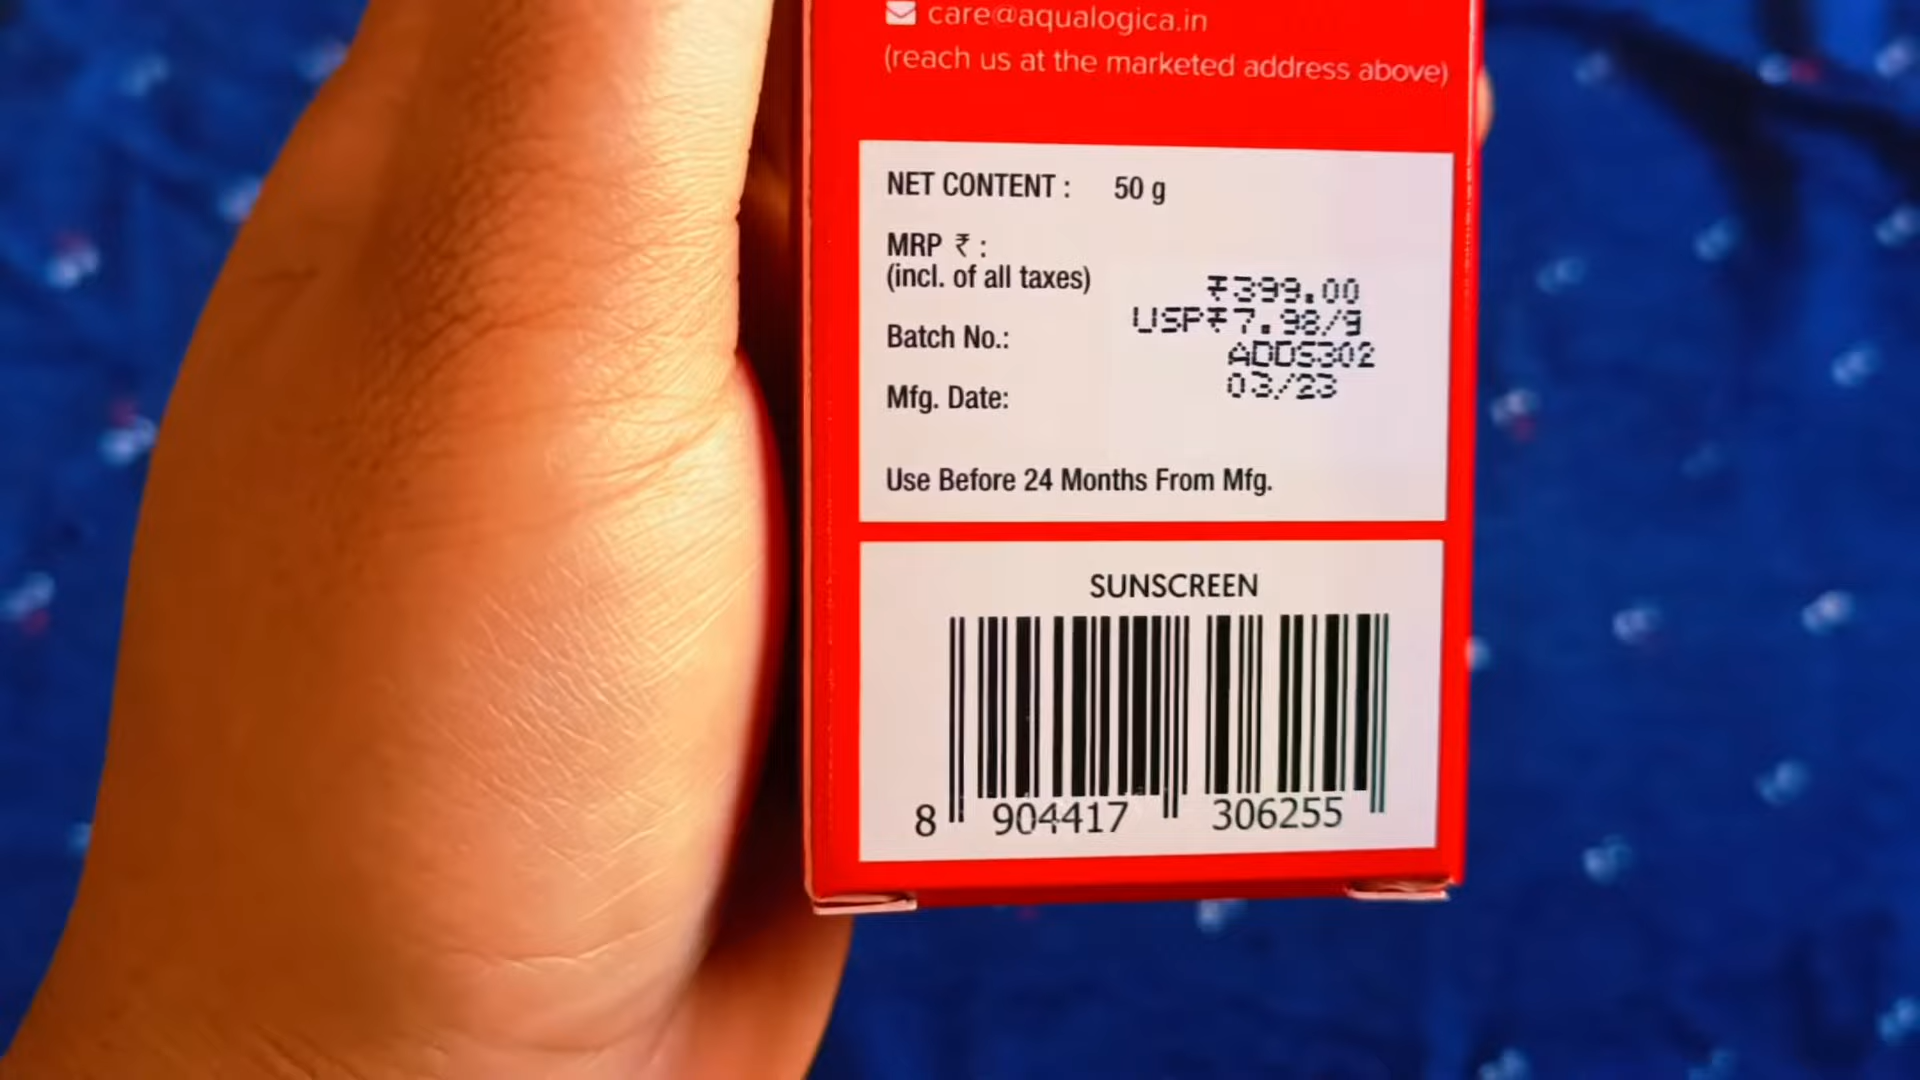 care@aqualogica.in
(reach us at the marketed address above)
NET CONTENT : 50 g
MRP ₹ :
(incl. of all taxes)
₹399.00
USP₹7.98/g
Batch No.: ADDS302
Mfg. Date: 03/23
Use Before 24 Months From Mfg.
SUNSCREEN
8 904417 306255